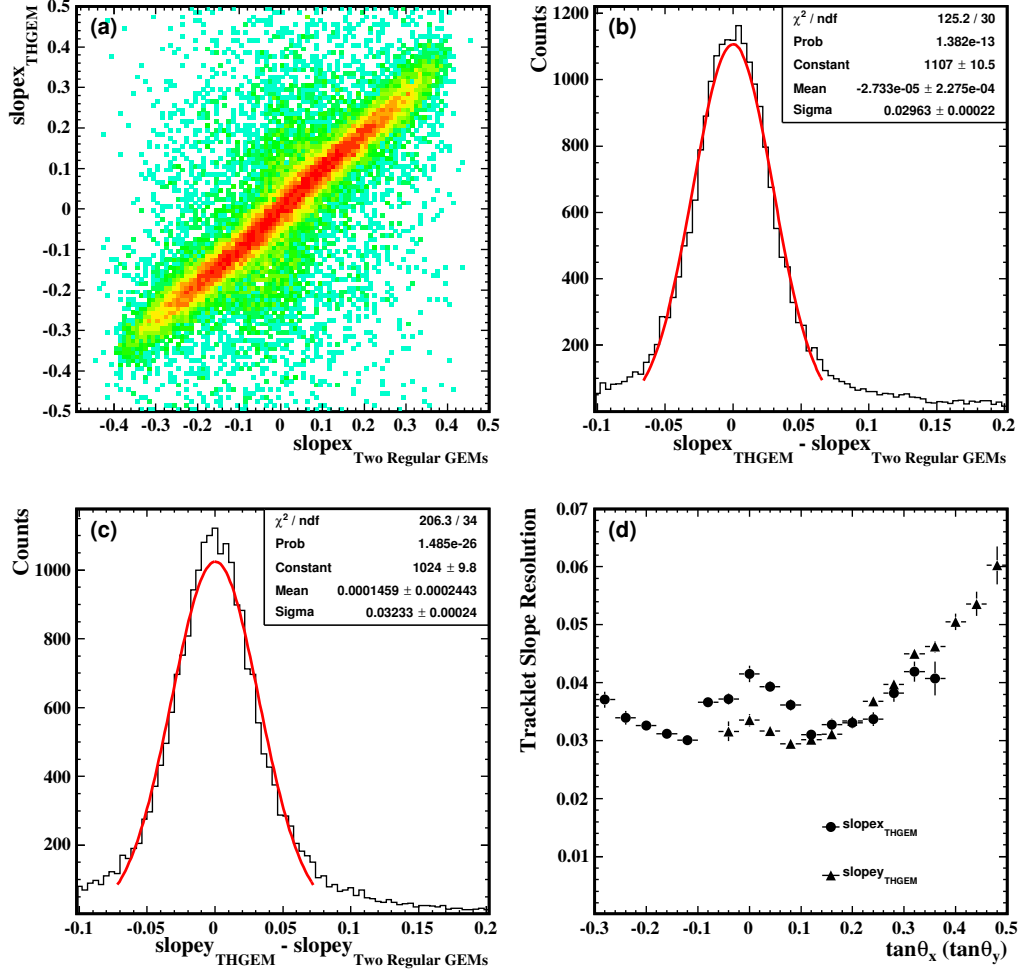 (a)
slopex_THGEM
0.5
0.4
0.3
0.2
0.1
0
-0.1
-0.2
-0.3
-0.4
-0.5
-0.4 -0.3 -0.2 -0.1 0 0.1 0.2 0.3 0.4 0.5
slopex_Two Regular GEMs
(b)
Counts
1200
1000
800
600
400
200
χ² / ndf 125.2 / 30
Prob 1.382e-13
Constant 1107 ± 10.5
Mean -2.733e-05 ± 2.275e-04
Sigma 0.02963 ± 0.00022
-0.1 -0.05 0 0.05 0.1 0.15 0.2
slopex_THGEM - slopex_Two Regular GEMs
(c)
Counts
1000
800
600
400
200
χ² / ndf 206.3 / 34
Prob 1.485e-26
Constant 1024 ± 9.8
Mean 0.0001459 ± 0.0002443
Sigma 0.03233 ± 0.00024
-0.1 -0.05 0 0.05 0.1 0.15 0.2
slopey_THGEM - slopey_Two Regular GEMs
(d)
Tracklet Slope Resolution
0.07
0.06
0.05
0.04
0.03
0.02
0.01
slopex_THGEM
slopey_THGEM
-0.3 -0.2 -0.1 0 0.1 0.2 0.3 0.4 0.5
tanθ_x (tanθ_y)